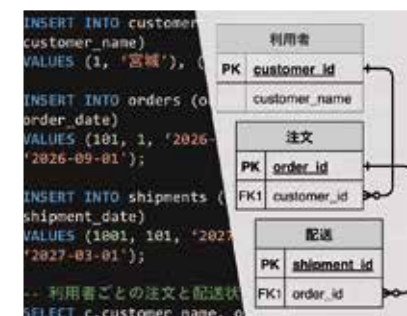 INSERT INTO customer
customer_name)
VALUES (1, '宮城'), (
INSERT INTO orders (o
order_date)
VALUES (101, 1, '2026-
'2026-09-01');
INSERT INTO shipments (
shipment_date)
VALUES (1001, 101, '2027
'2027-03-01');
-- 利用者ごとの注文と配送状
SELECT c.customer_name, o
利用者
PK customer_id
customer_name
注文
PK order_id
FK1 customer_id
配送
PK shipment_id
FK1 order_id